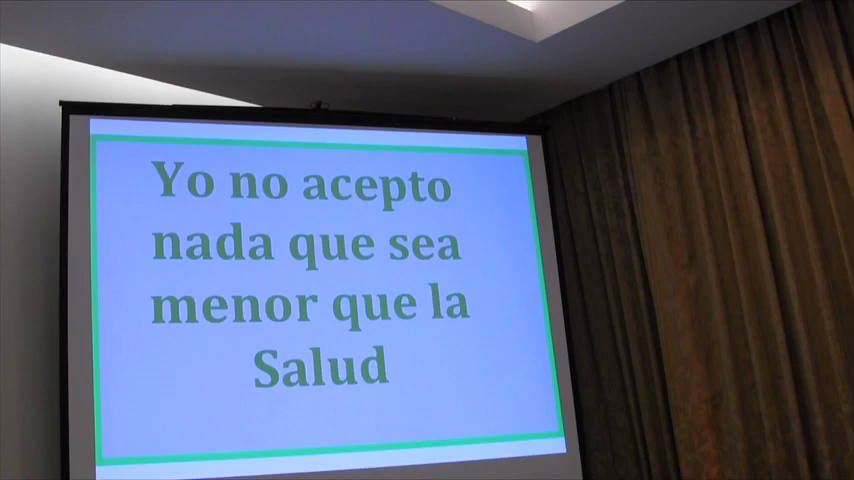 Yo no acepto
nada que sea
menor que la
Salud